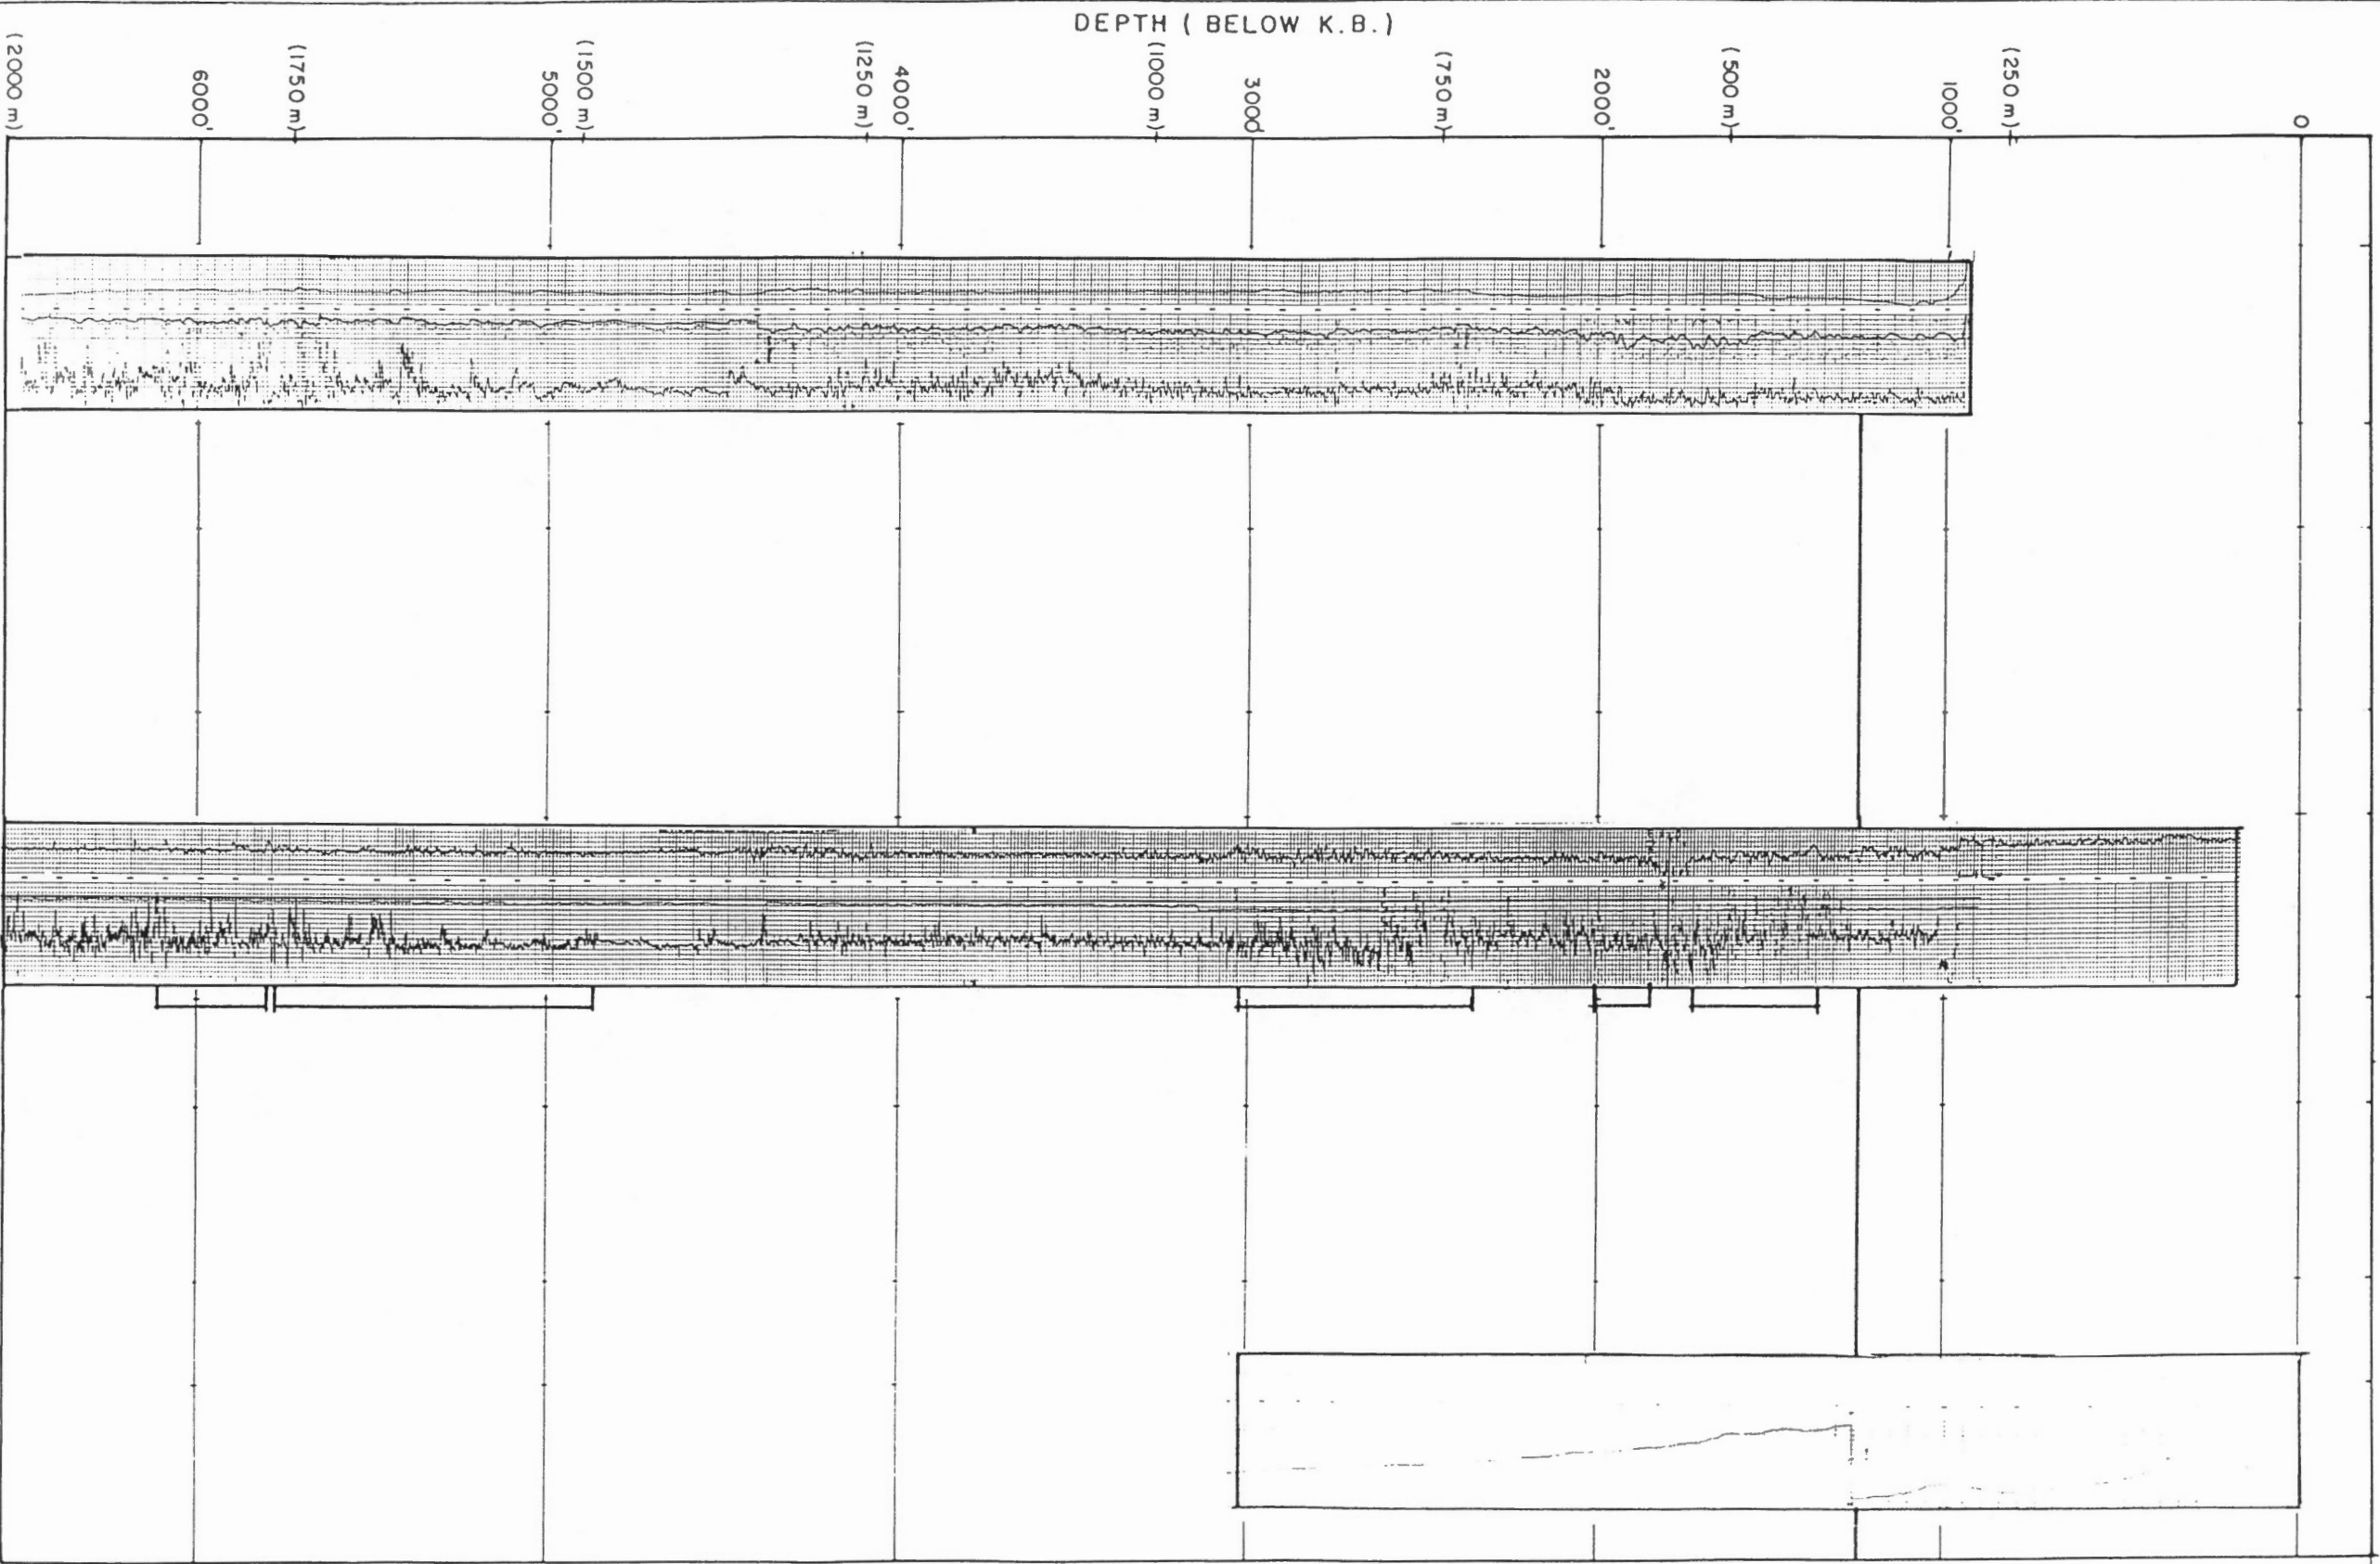 DEPTH ( BELOW K.B.)
(2000 m)
6000'
(1750 m)
5000'
(1500 m)
(1250 m)
4000'
(1000 m)
3000'
(750 m)
2000'
(500 m)
1000'
(250 m)
0